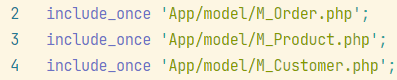 2 include_once 'App/model/M_Order.php';
3 include_once 'App/model/M_Product.php';
4 include_once 'App/model/M_Customer.php';